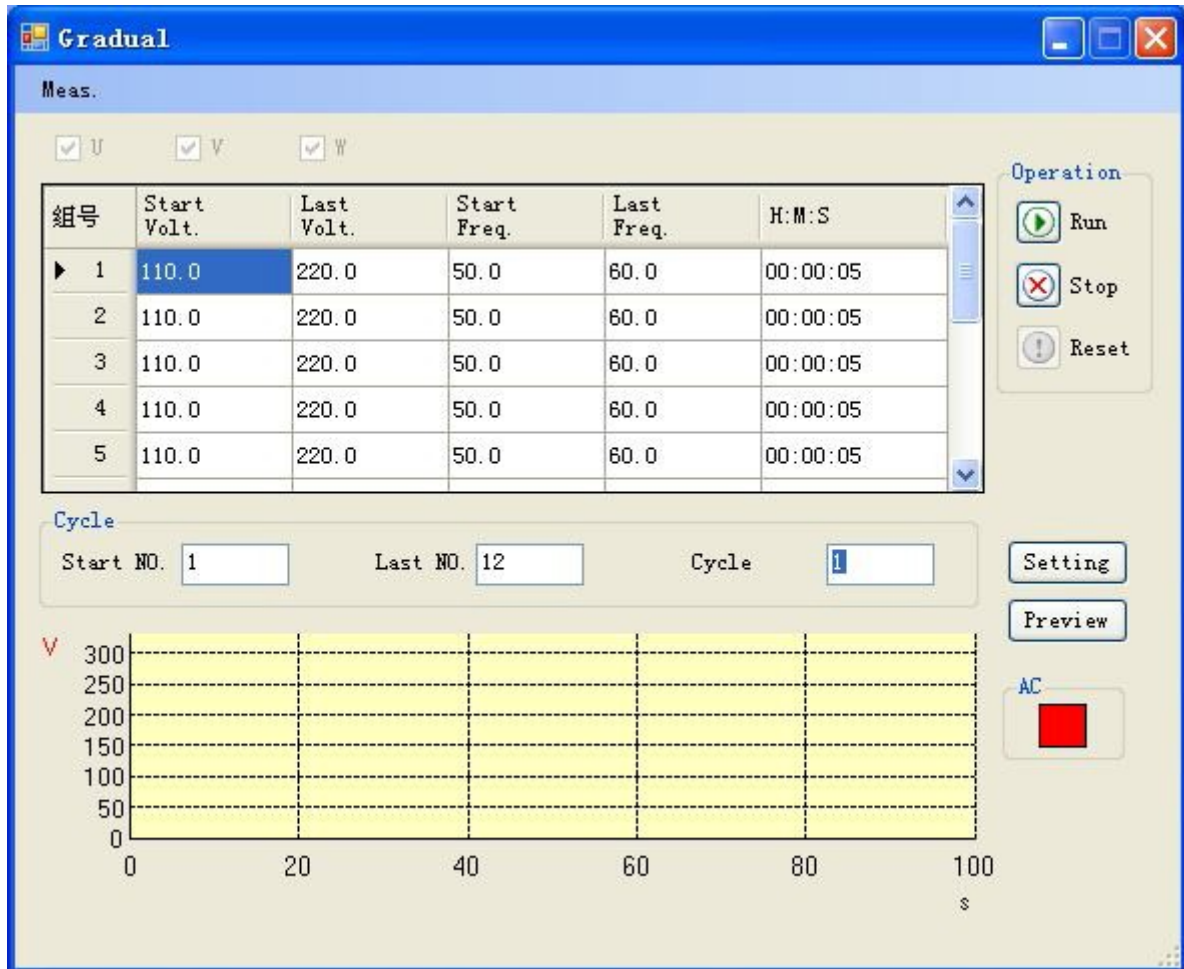 Gradual
Meas.
U V W
Operation
组号 Start Volt. Last Volt. Start Freq. Last Freq. H:M:S
Run
1 110.0 220.0 50.0 60.0 00:00:05
Stop
2 110.0 220.0 50.0 60.0 00:00:05
Reset
3 110.0 220.0 50.0 60.0 00:00:05
4 110.0 220.0 50.0 60.0 00:00:05
5 110.0 220.0 50.0 60.0 00:00:05
Cycle
Start NO. 1 Last NO. 12 Cycle 1
Setting
Preview
V
300
250
AC
200
150
100
50
0
0 20 40 60 80 100
s